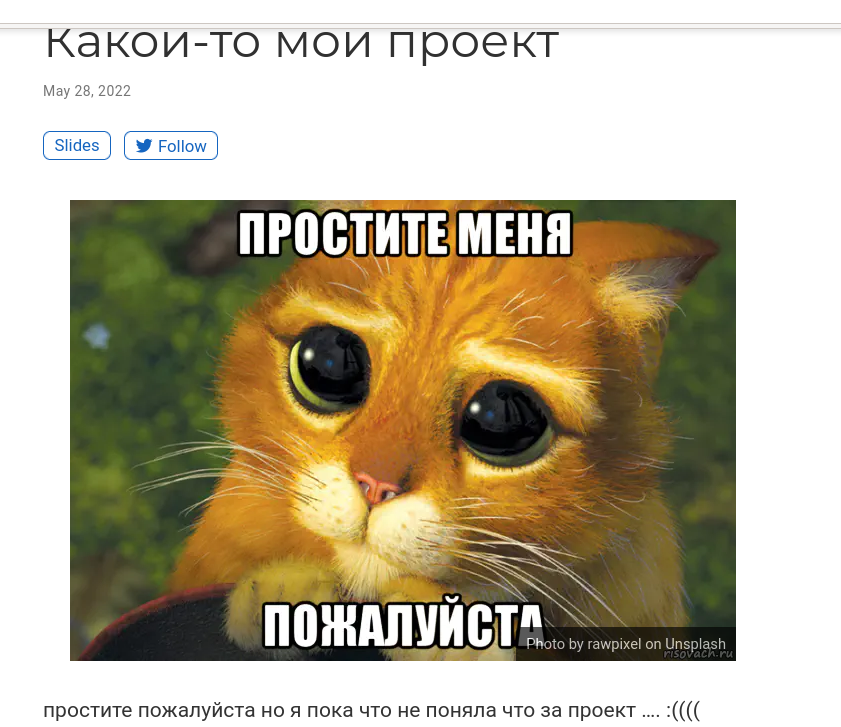 Какой-то мой проект
May 28, 2022
Slides
Follow
ПРОСТИТЕ МЕНЯ
ПОЖАЛУЙСТА
Photo by rawpixel on Unsplash
risovach.ru
простите пожалуйста но я пока что не поняла что за проект .... :((((